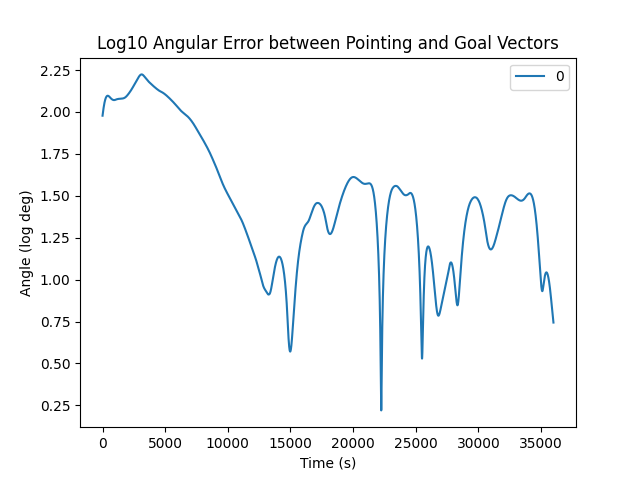 Log10 Angular Error between Pointing and Goal Vectors
0
2.25
2.00
1.75
1.50
1.25
1.00
0.75
0.50
0.25
Angle (log deg)
0 5000 10000 15000 20000 25000 30000 35000
Time (s)